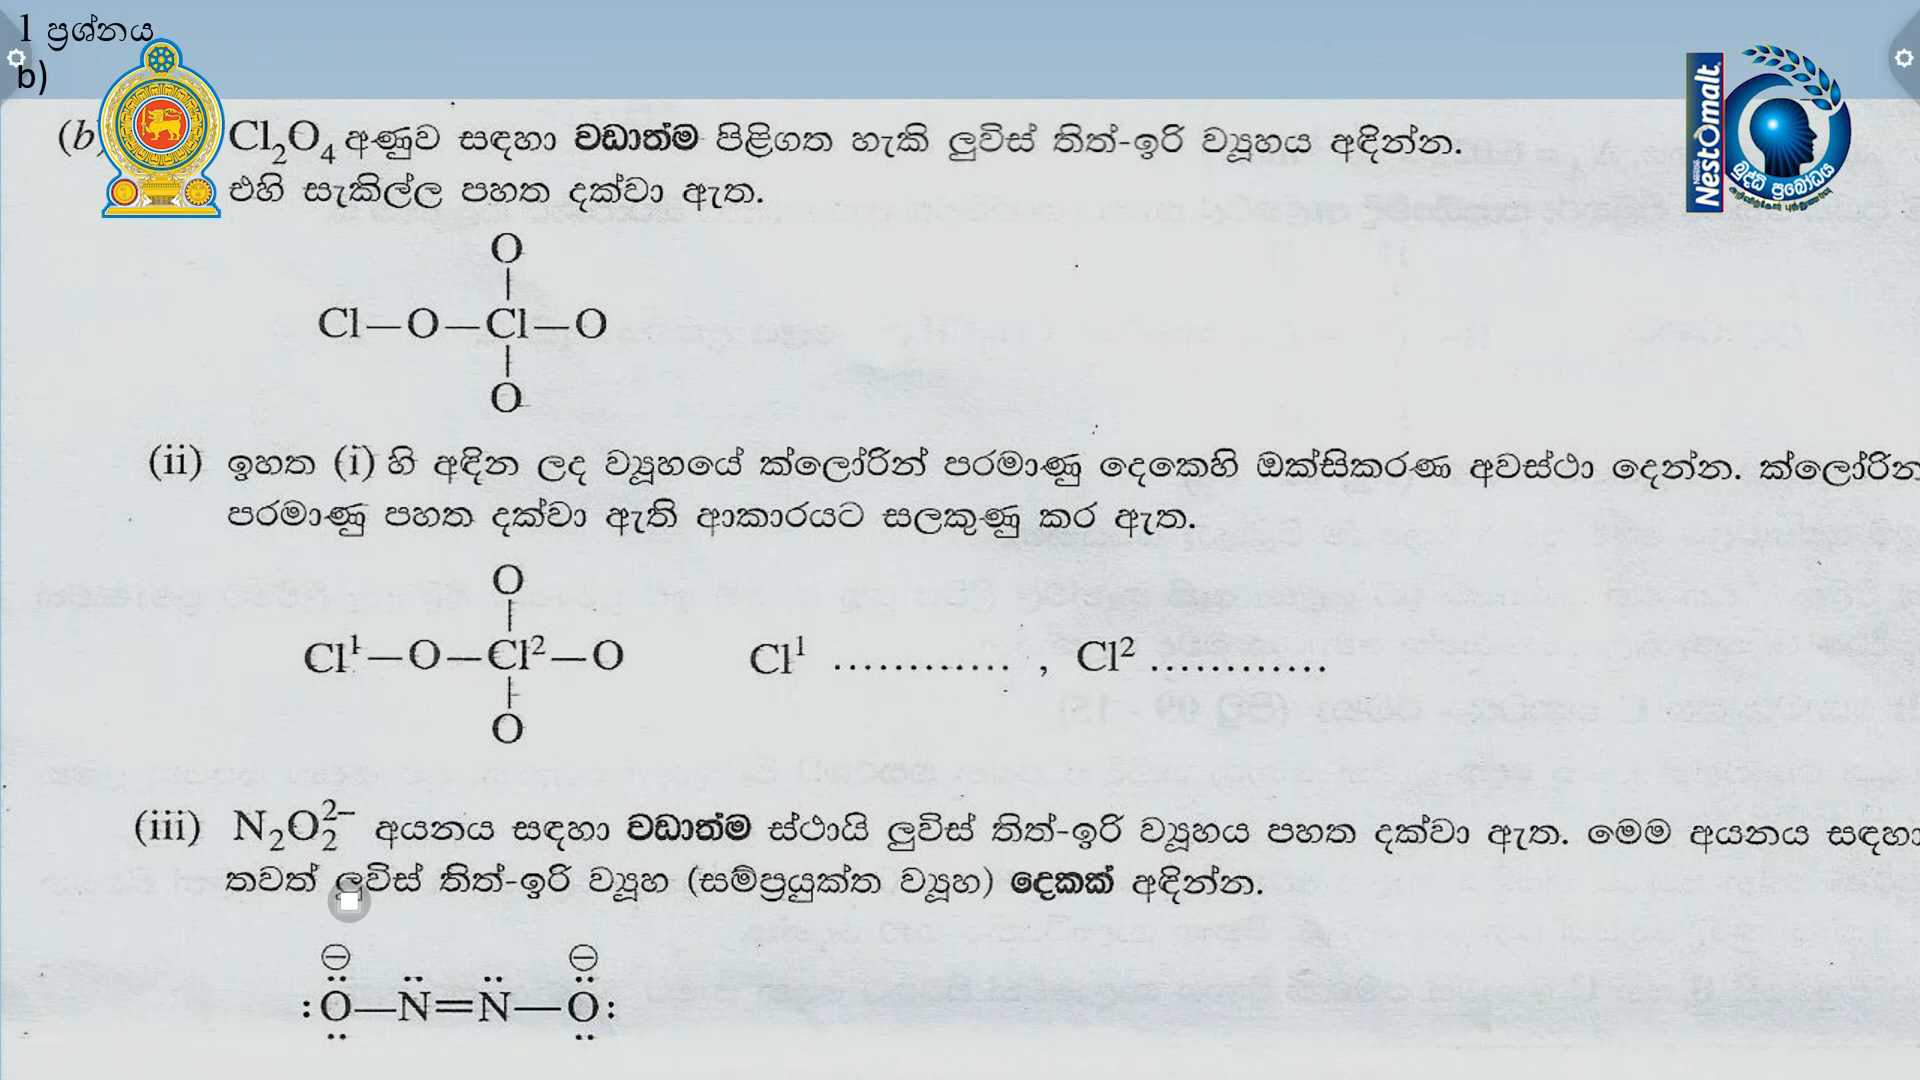 1 ප්‍රශ්නය
b)
NestOmalt
බුද්ධි ප්‍රබෝධය
(b) Cl₂O₄ අණුව සඳහා වඩාත්ම පිළිගත හැකි ලුවිස් තිත්-ඉරි ව්‍යූහය අඳින්න.
එහි සැකිල්ල පහත දක්වා ඇත.
O
Cl—O—Cl—O
O
(ii) ඉහත (i) හි අඳින ලද ව්‍යූහයේ ක්ලෝරින් පරමාණු දෙකෙහි ඔක්සිකරණ අවස්ථා දෙන්න. ක්ලෝරින්
පරමාණු පහත දක්වා ඇති ආකාරයට සලකුණු කර ඇත.
O
Cl¹—O—Cl²—O Cl¹ ............ , Cl² ............
O
(iii) N₂O₂²⁻ අයනය සඳහා වඩාත්ම ස්ථායි ලුවිස් තිත්-ඉරි ව්‍යූහය පහත දක්වා ඇත. මෙම අයනය සඳහා
තවත් ලුවිස් තිත්-ඉරි ව්‍යූහ (සම්ප්‍රයුක්ත ව්‍යූහ) දෙකක් අඳින්න.
⊖ ⊖
:O—N=N—O: